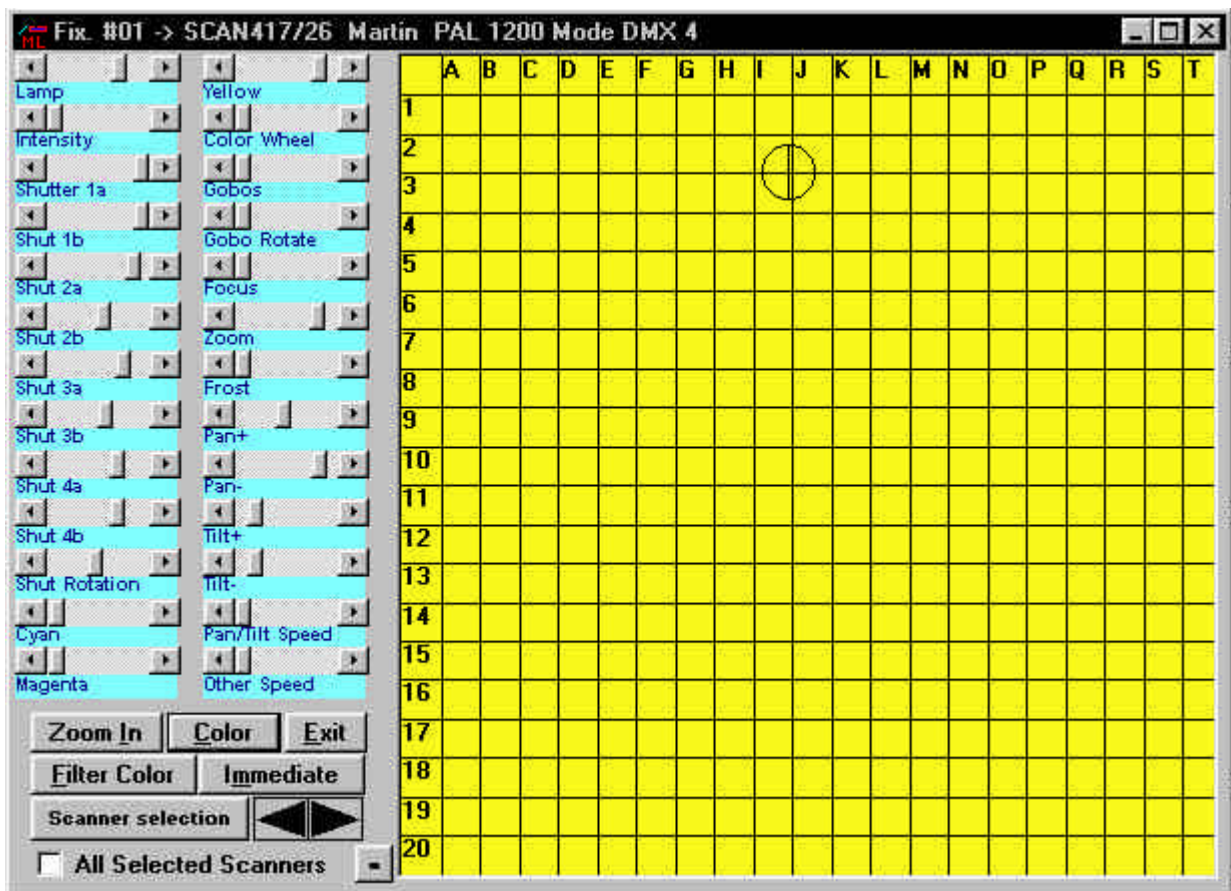 ML Fix. #01 -> SCAN417/26 Martin PAL 1200 Mode DMX 4
Lamp Yellow
Intensity Color Wheel
Shutter 1a Gobos
Shut 1b Gobo Rotate
Shut 2a Focus
Shut 2b Zoom
Shut 3a Frost
Shut 3b Pan+
Shut 4a Pan-
Shut 4b Tilt+
Shut Rotation Tilt-
Cyan Pan/Tilt Speed
Magenta Other Speed
Zoom In Color Exit
Filter Color Immediate
Scanner selection
All Selected Scanners -
A B C D E F G H I J K L M N O P Q R S T
1
2
3
4
5
6
7
8
9
10
11
12
13
14
15
16
17
18
19
20